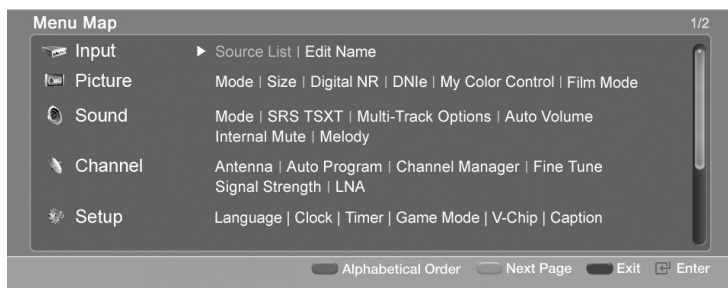 Menu Map 1/2
Input Source List | Edit Name
Picture Mode | Size | Digital NR | DNIe | My Color Control | Film Mode
Sound Mode | SRS TSXT | Multi-Track Options | Auto Volume
Internal Mute | Melody
Channel Antenna | Auto Program | Channel Manager | Fine Tune
Signal Strength | LNA
Setup Language | Clock | Timer | Game Mode | V-Chip | Caption
Alphabetical Order Next Page Exit Enter